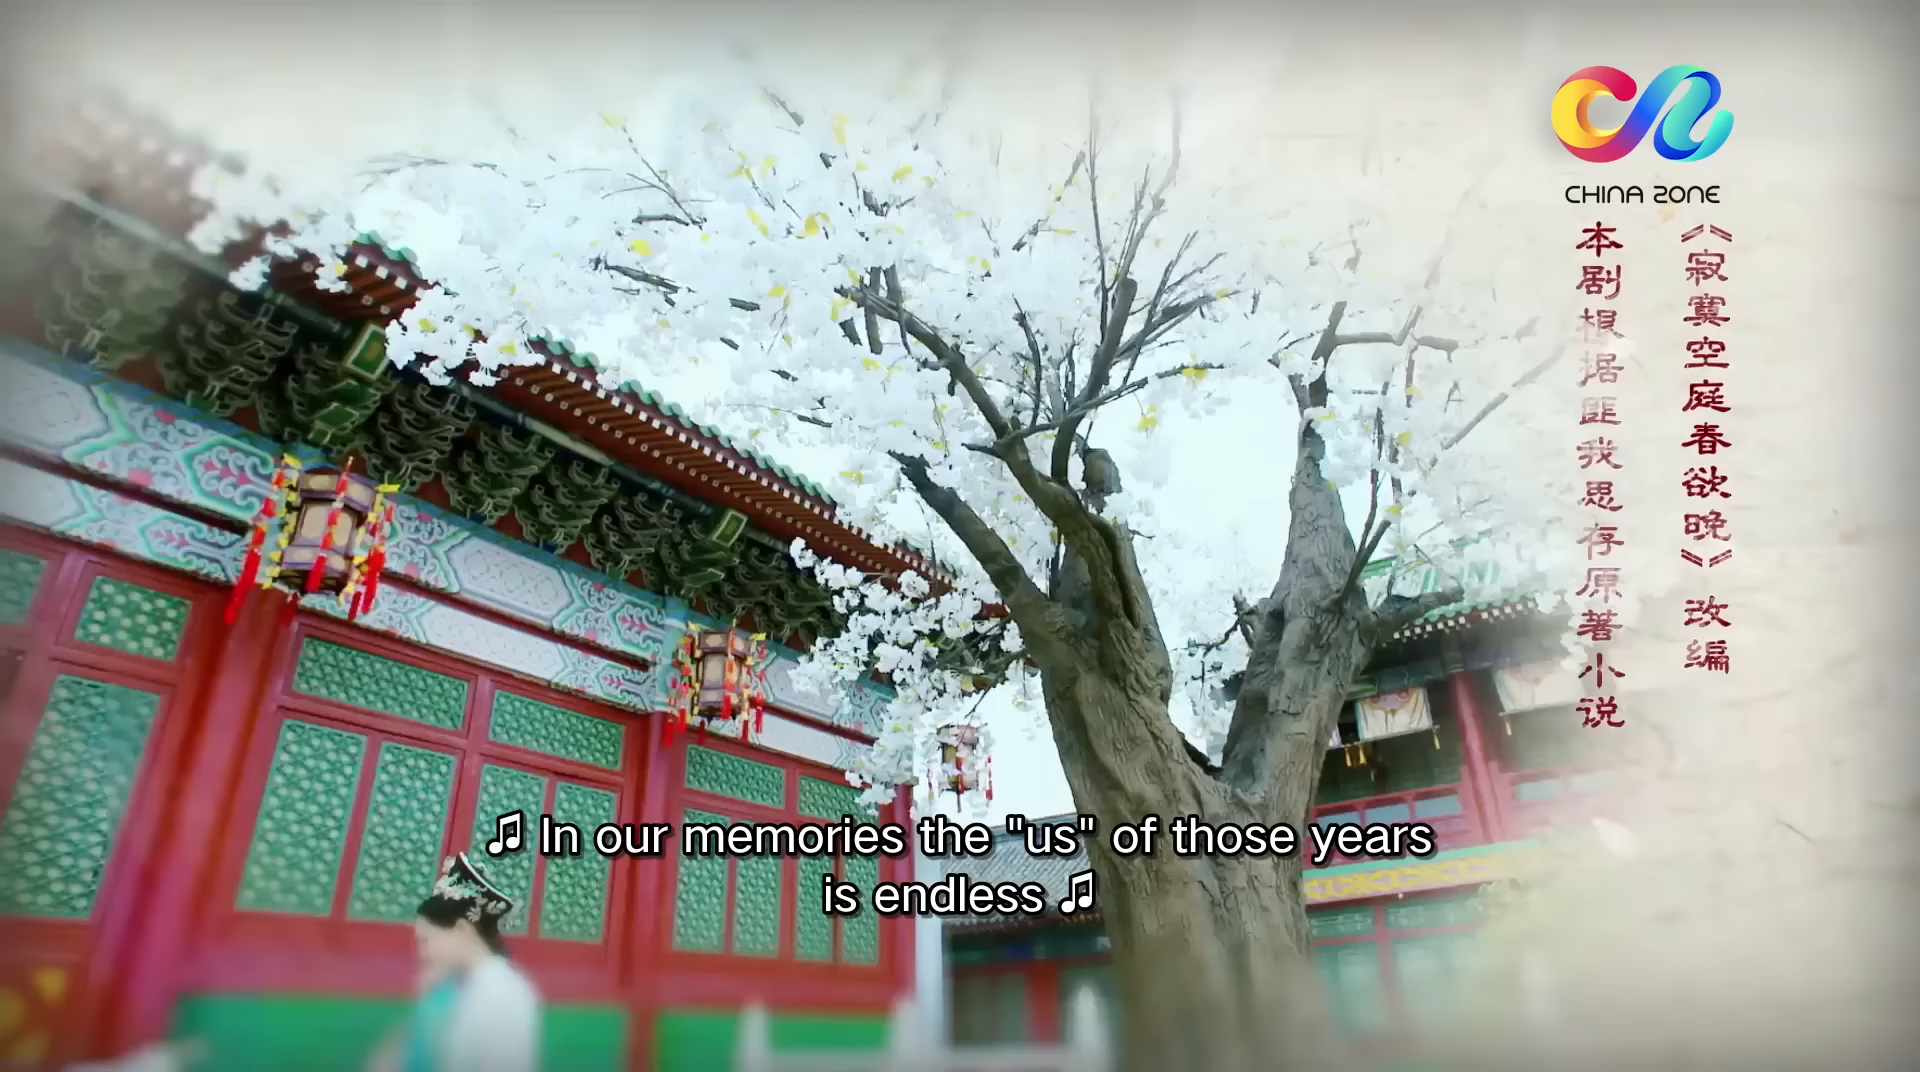 CHINA ZONE
本剧根据匪我思存原著小说
《寂寞空庭春欲晚》改编
♫ In our memories the "us" of those years
is endless ♫